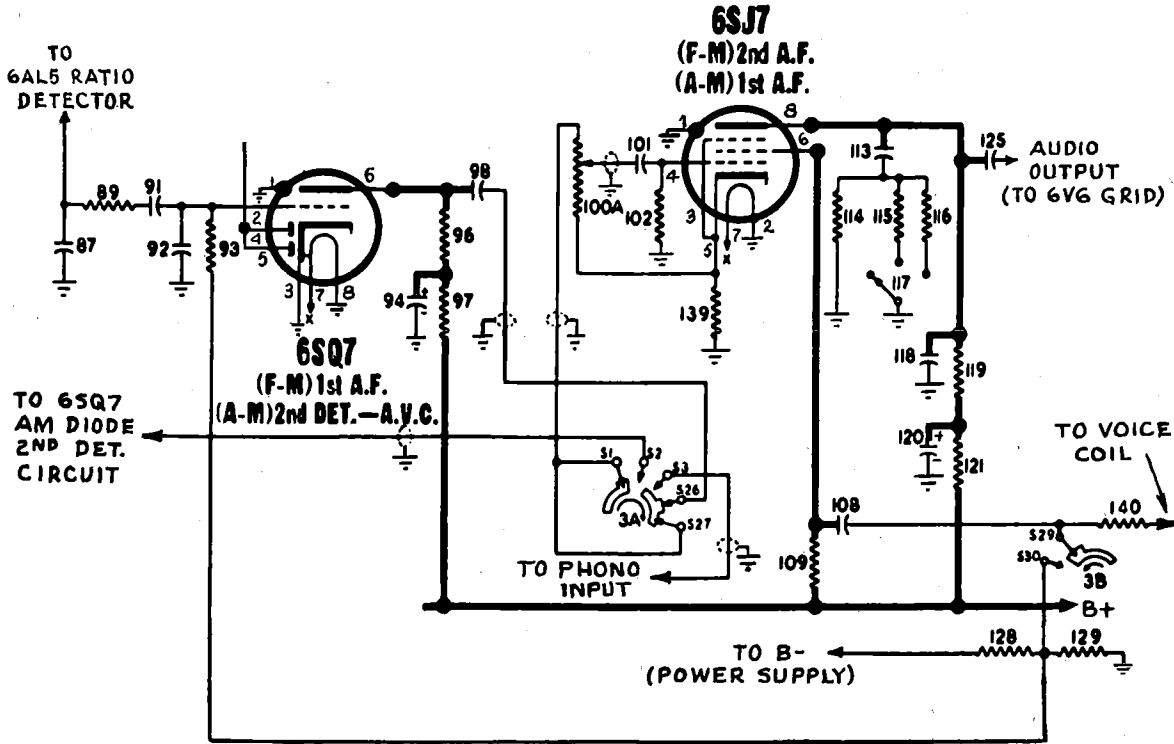 6SJ7
(F-M)2nd A.F.
(A-M)1st A.F.
TO
6AL5 RATIO
DETECTOR
89
91
87
92
93
1
2
4
5
6
3
7
8
X
98
96
94
+
97
6SQ7
(F-M)1st A.F.
(A-M)2nd DET.—A.V.C.
1
8
6
101
4
100A
102
3
5
7
2
X
139
113
114
115
116
117
125
AUDIO
OUTPUT
(TO 6V6 GRID)
118
119
120
+
-
121
TO 6SQ7
AM DIODE
2ND DET.
CIRCUIT
S1
S2
S3
S26
S27
3A
TO PHONO
INPUT
108
109
TO VOICE
COIL
140
S29
S30
3B
B+
TO B-
(POWER SUPPLY)
128
129